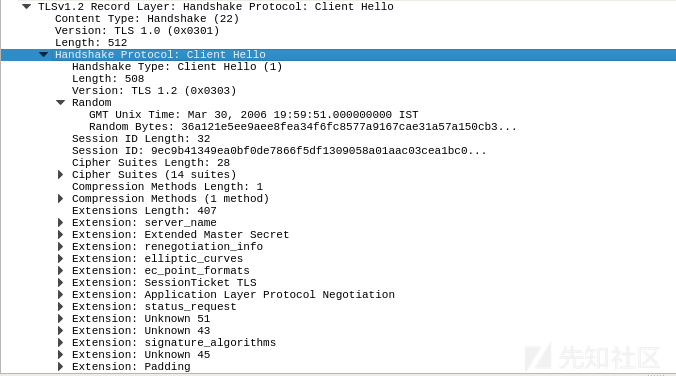 TLSv1.2 Record Layer: Handshake Protocol: Client Hello
Content Type: Handshake (22)
Version: TLS 1.0 (0x0301)
Length: 512
Handshake Protocol: Client Hello
Handshake Type: Client Hello (1)
Length: 508
Version: TLS 1.2 (0x0303)
Random
GMT Unix Time: Mar 30, 2006 19:59:51.000000000 IST
Random Bytes: 36a121e5ee9aee8fea34f6fc8577a9167cae31a57a150cb3...
Session ID Length: 32
Session ID: 9ec9b41349ea0bf0de7866f5df1309058a01aac03cea1bc0...
Cipher Suites Length: 28
Cipher Suites (14 suites)
Compression Methods Length: 1
Compression Methods (1 method)
Extensions Length: 407
Extension: server_name
Extension: Extended Master Secret
Extension: renegotiation_info
Extension: elliptic_curves
Extension: ec_point_formats
Extension: SessionTicket TLS
Extension: Application Layer Protocol Negotiation
Extension: status_request
Extension: Unknown 51
Extension: Unknown 43
Extension: signature_algorithms
Extension: Unknown 45
Extension: Padding
先知社区